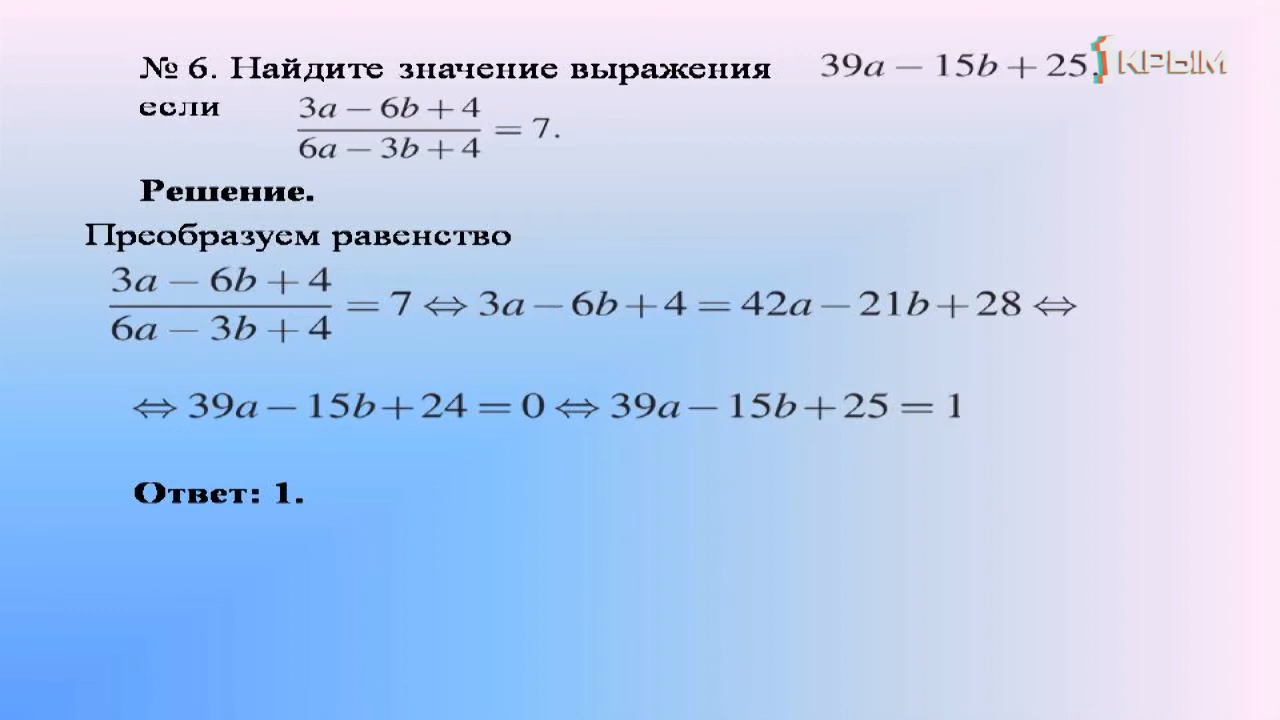 № 6. Найдите значение выражения 39a − 15b + 25, 1КРЫМ
если (3a − 6b + 4)/(6a − 3b + 4) = 7.
Решение.
Преобразуем равенство
(3a − 6b + 4)/(6a − 3b + 4) = 7 ⇔ 3a − 6b + 4 = 42a − 21b + 28 ⇔
⇔ 39a − 15b + 24 = 0 ⇔ 39a − 15b + 25 = 1
Ответ: 1.